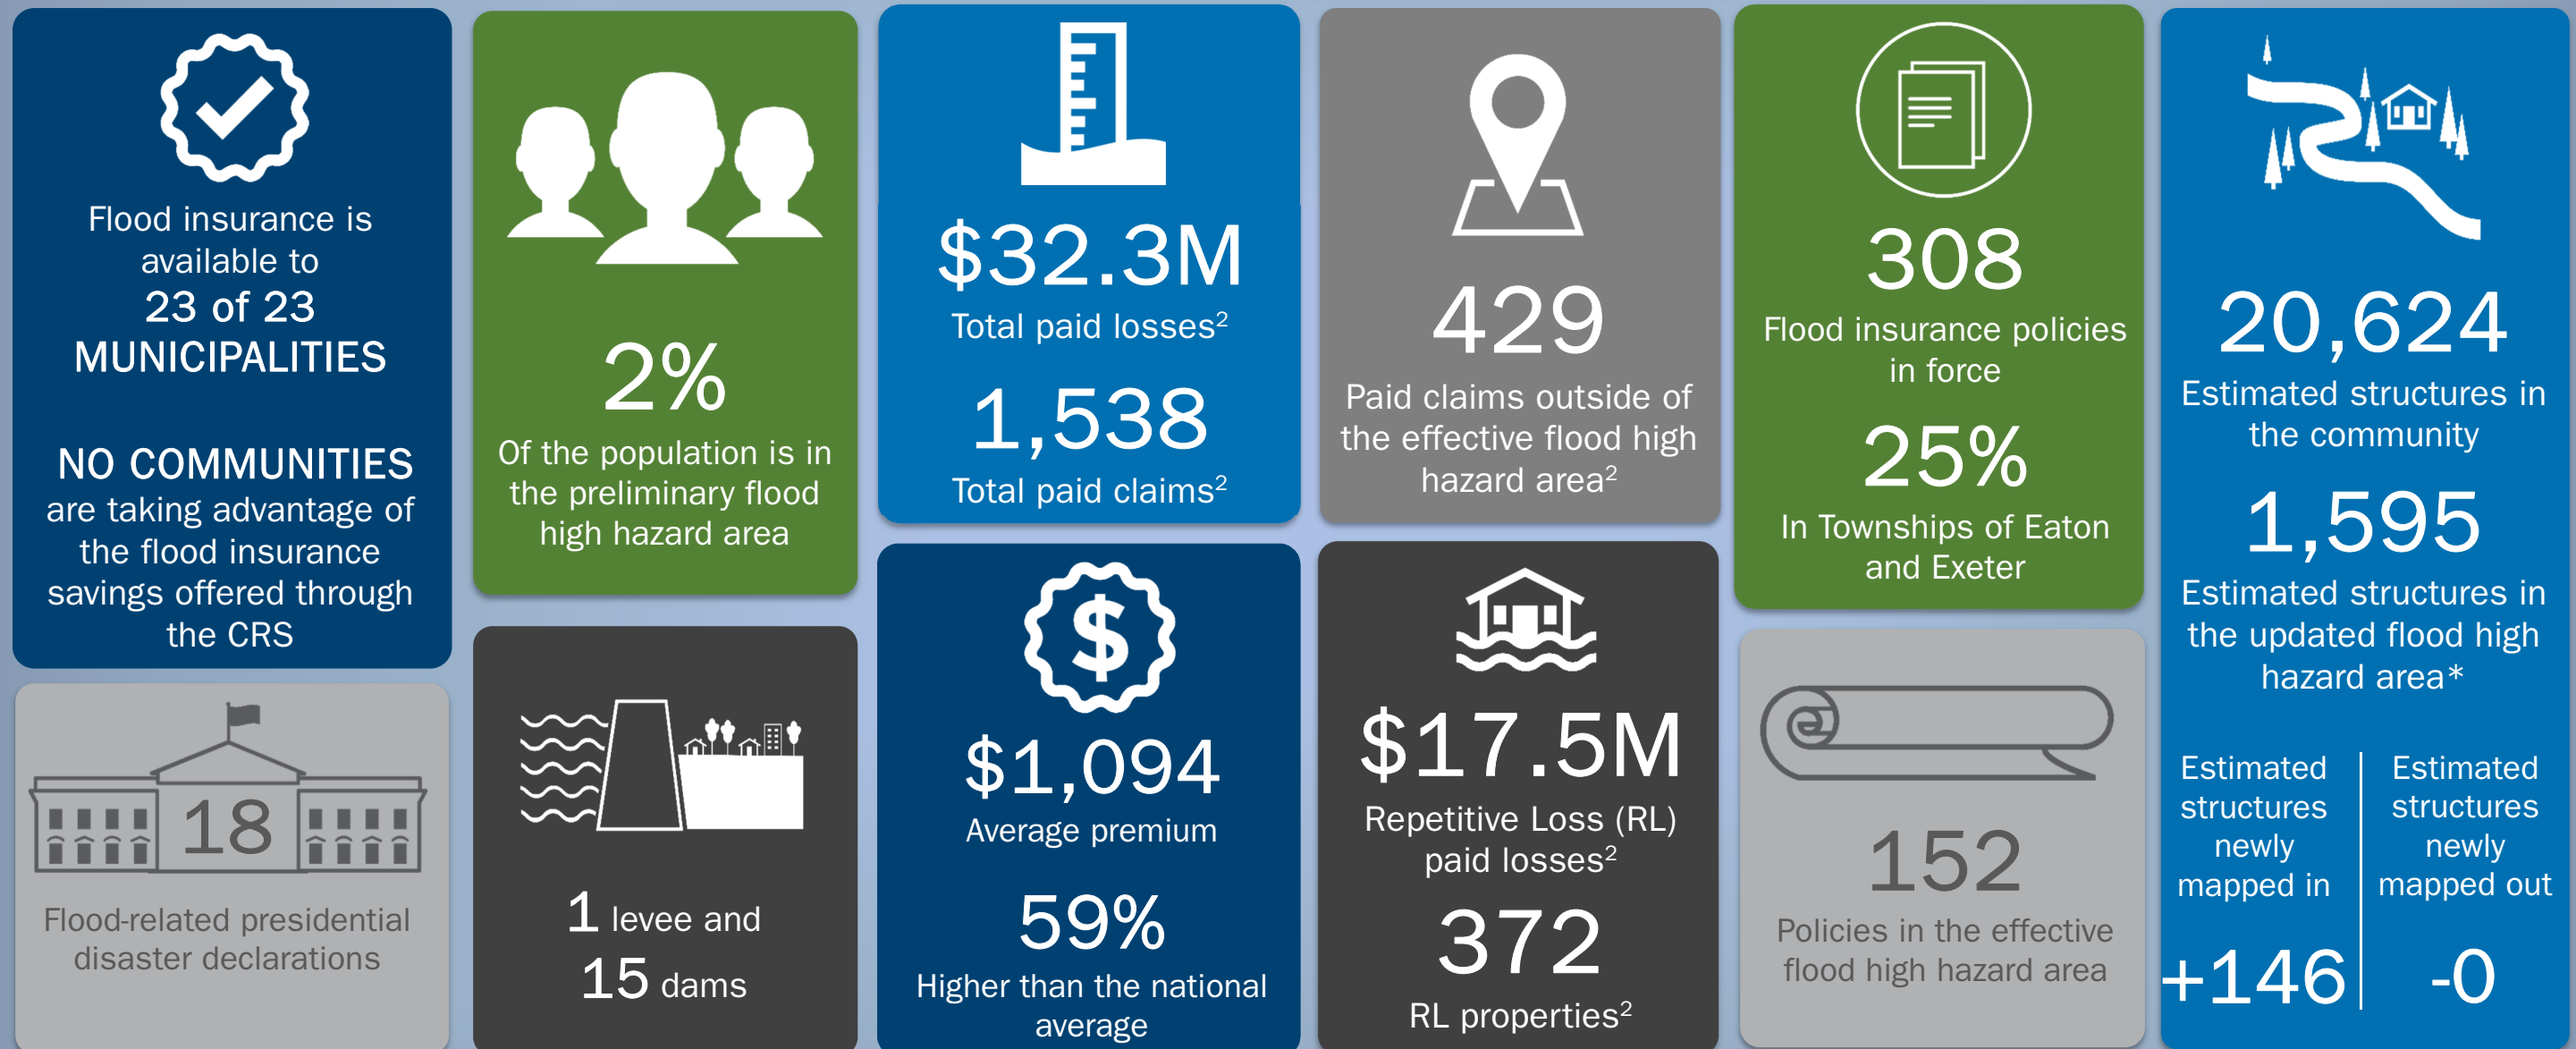 Flood insurance is
available to
23 of 23
MUNICIPALITIES
NO COMMUNITIES
are taking advantage of
the flood insurance
savings offered through
the CRS
18
Flood-related presidential
disaster declarations
2%
Of the population is in
the preliminary flood
high hazard area
1 levee and
15 dams
$32.3M
Total paid losses²
1,538
Total paid claims²
$
$1,094
Average premium
59%
Higher than the national
average
429
Paid claims outside of
the effective flood high
hazard area²
$17.5M
Repetitive Loss (RL)
paid losses²
372
RL properties²
308
Flood insurance policies
in force
25%
In Townships of Eaton
and Exeter
152
Policies in the effective
flood high hazard area
20,624
Estimated structures in
the community
1,595
Estimated structures in
the updated flood high
hazard area*
Estimated
structures
newly
mapped in
+146
Estimated
structures
newly
mapped out
-0